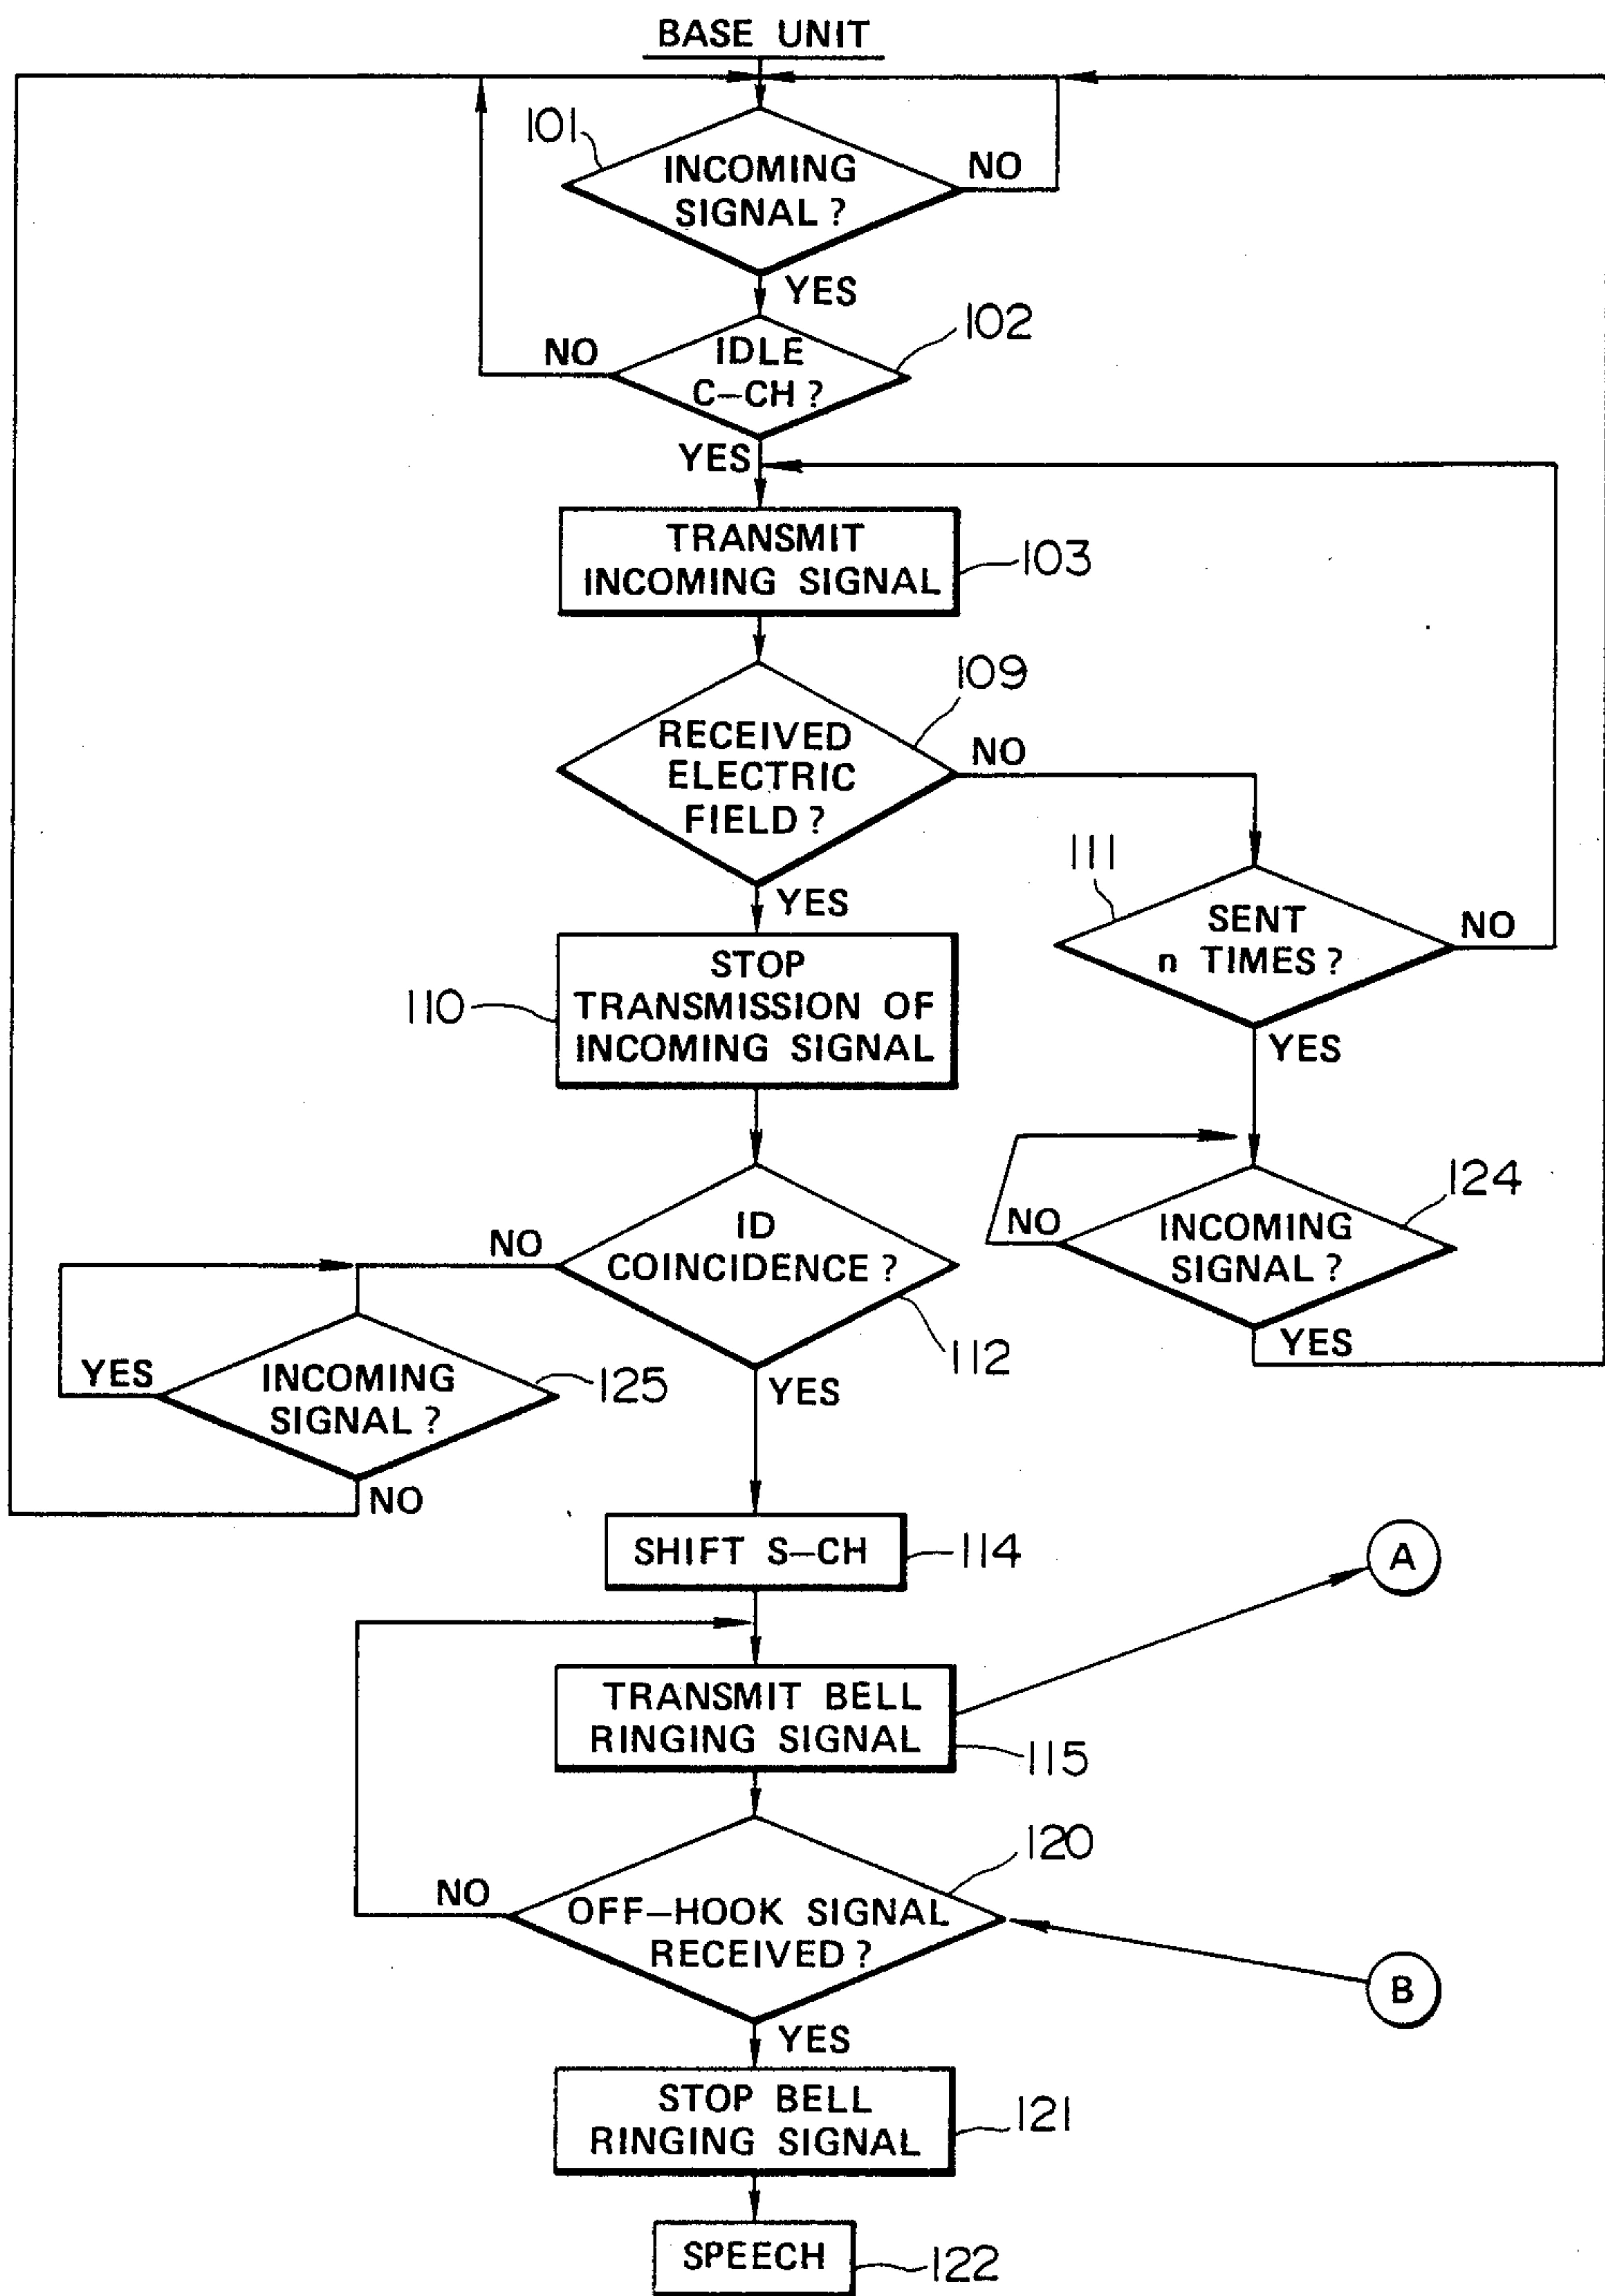 BASE UNIT
101
INCOMING
SIGNAL?
NO
YES
102
NO
IDLE
C-CH?
YES
TRANSMIT
INCOMING SIGNAL
103
109
RECEIVED
ELECTRIC
FIELD?
NO
YES
111
SENT
n TIMES?
NO
YES
STOP
TRANSMISSION OF
INCOMING SIGNAL
110
124
NO
INCOMING
SIGNAL?
YES
NO
ID
COINCIDENCE?
112
YES
YES
INCOMING
SIGNAL?
125
NO
SHIFT S-CH
114
A
TRANSMIT BELL
RINGING SIGNAL
115
120
NO
OFF-HOOK SIGNAL
RECEIVED?
B
YES
STOP BELL
RINGING SIGNAL
121
SPEECH
122